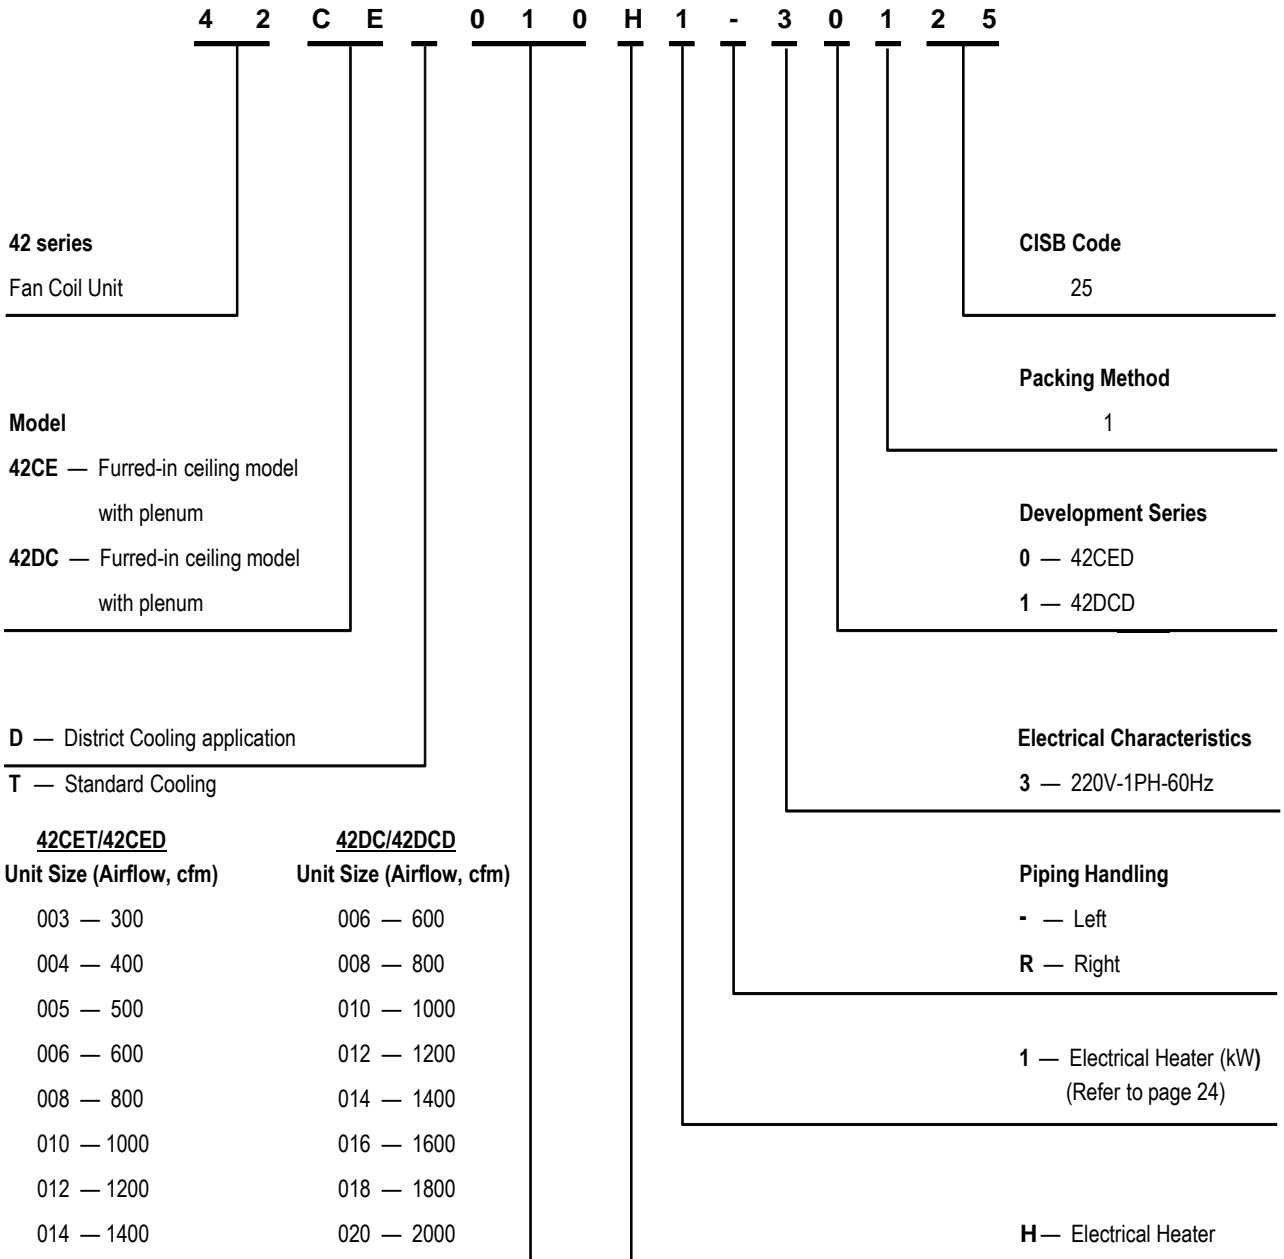 4 2 C E 0 1 0 H 1 - 3 0 1 2 5
42 series
Fan Coil Unit
Model
42CE — Furred-in ceiling model
with plenum
42DC — Furred-in ceiling model
with plenum
D — District Cooling application
T — Standard Cooling
42CET/42CED
Unit Size (Airflow, cfm)
003 — 300
004 — 400
005 — 500
006 — 600
008 — 800
010 — 1000
012 — 1200
014 — 1400
42DC/42DCD
Unit Size (Airflow, cfm)
006 — 600
008 — 800
010 — 1000
012 — 1200
014 — 1400
016 — 1600
018 — 1800
020 — 2000
CISB Code
25
Packing Method
1
Development Series
0 — 42CED
1 — 42DCD
Electrical Characteristics
3 — 220V-1PH-60Hz
Piping Handling
- — Left
R — Right
1 — Electrical Heater (kW)
(Refer to page 24)
H — Electrical Heater